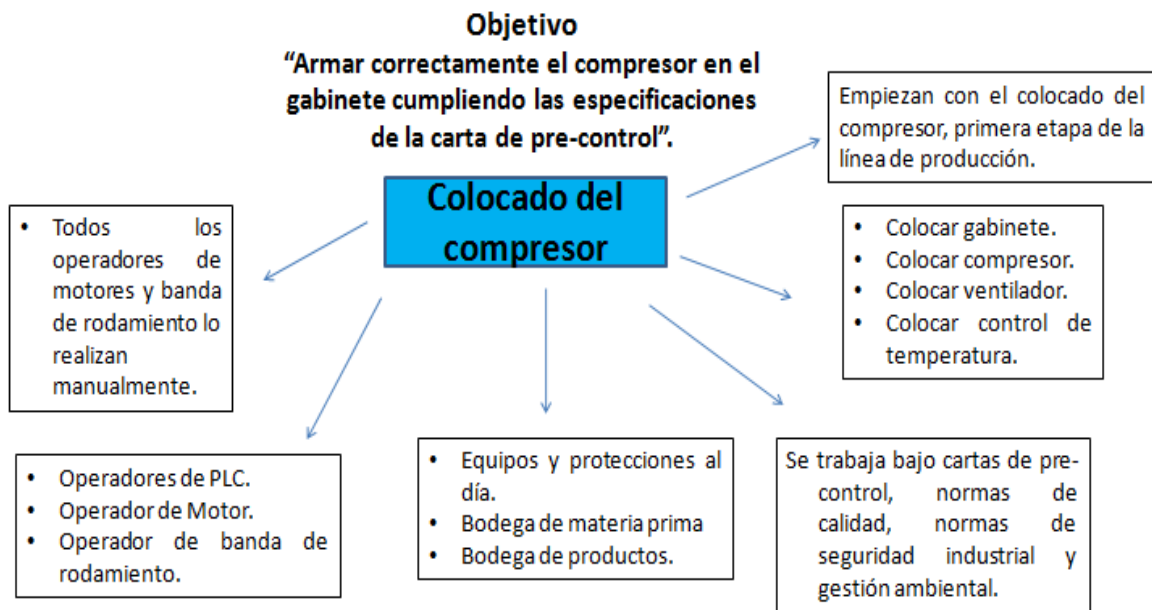 Objetivo
“Armar correctamente el compresor en el
gabinete cumpliendo las especificaciones
de la carta de pre-control”.
Empiezan con el colocado del
compresor, primera etapa de la
línea de producción.
Colocado del
compresor
• Todos los
operadores de
motores y banda
de rodamiento lo
realizan
manualmente.
• Colocar gabinete.
• Colocar compresor.
• Colocar ventilador.
• Colocar control de
temperatura.
• Operadores de PLC.
• Operador de Motor.
• Operador de banda de
rodamiento.
• Equipos y protecciones al
día.
• Bodega de materia prima
• Bodega de productos.
Se trabaja bajo cartas de pre-
control, normas de
calidad, normas de
seguridad industrial y
gestión ambiental.